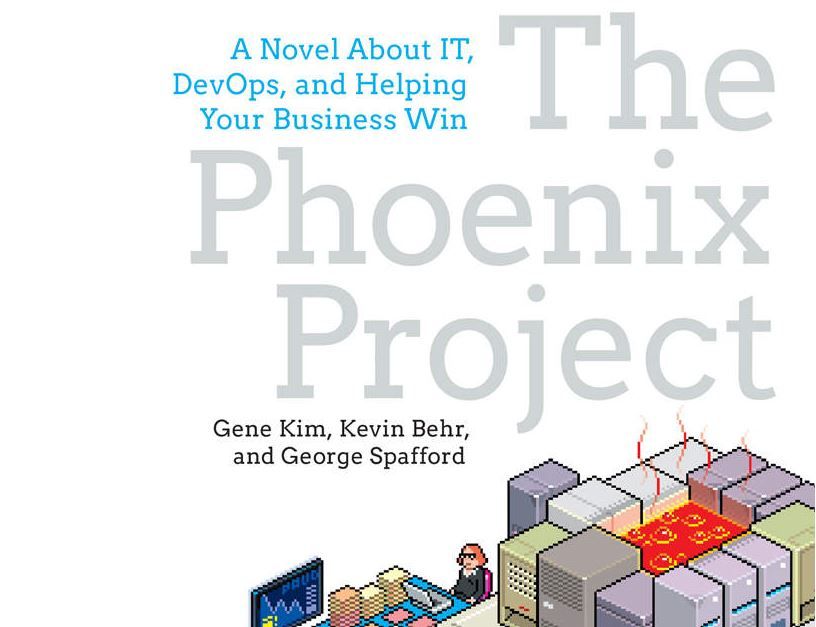 The
Phoenix
Project
A Novel About IT,
DevOps, and Helping
Your Business Win
Gene Kim, Kevin Behr,
and George Spafford